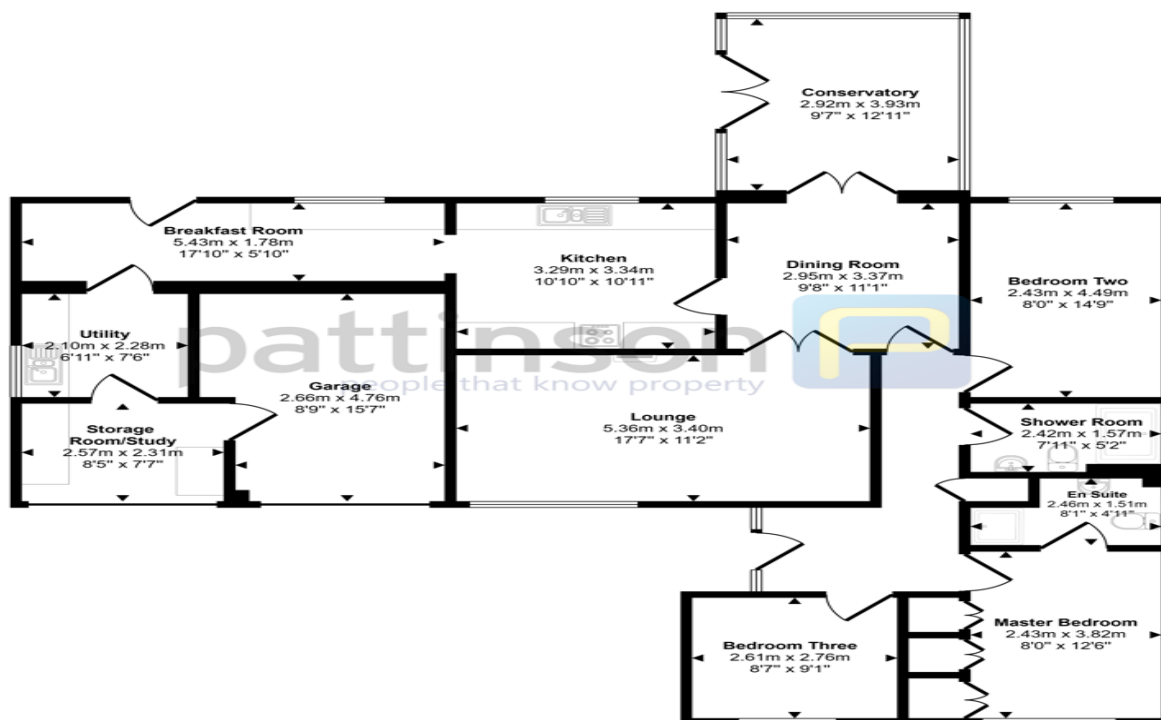 Conservatory
2.92m x 3.93m
9'7" x 12'11"
Breakfast Room
5.43m x 1.78m
17'10" x 5'10"
Kitchen
3.29m x 3.34m
10'10" x 10'11"
Dining Room
2.95m x 3.37m
9'8" x 11'1"
Bedroom Two
2.43m x 4.49m
8'0" x 14'9"
Utility
2.10m x 2.28m
6'11" x 7'6"
pattinson
people that know property
Garage
2.66m x 4.76m
8'9" x 15'7"
Lounge
5.36m x 3.40m
17'7" x 11'2"
Storage
Room/Study
2.57m x 2.31m
8'5" x 7'7"
Shower Room
2.42m x 1.57m
7'11" x 5'2"
En Suite
2.46m x 1.51m
8'1" x 4'11"
Bedroom Three
2.61m x 2.76m
8'7" x 9'1"
Master Bedroom
2.43m x 3.82m
8'0" x 12'6"